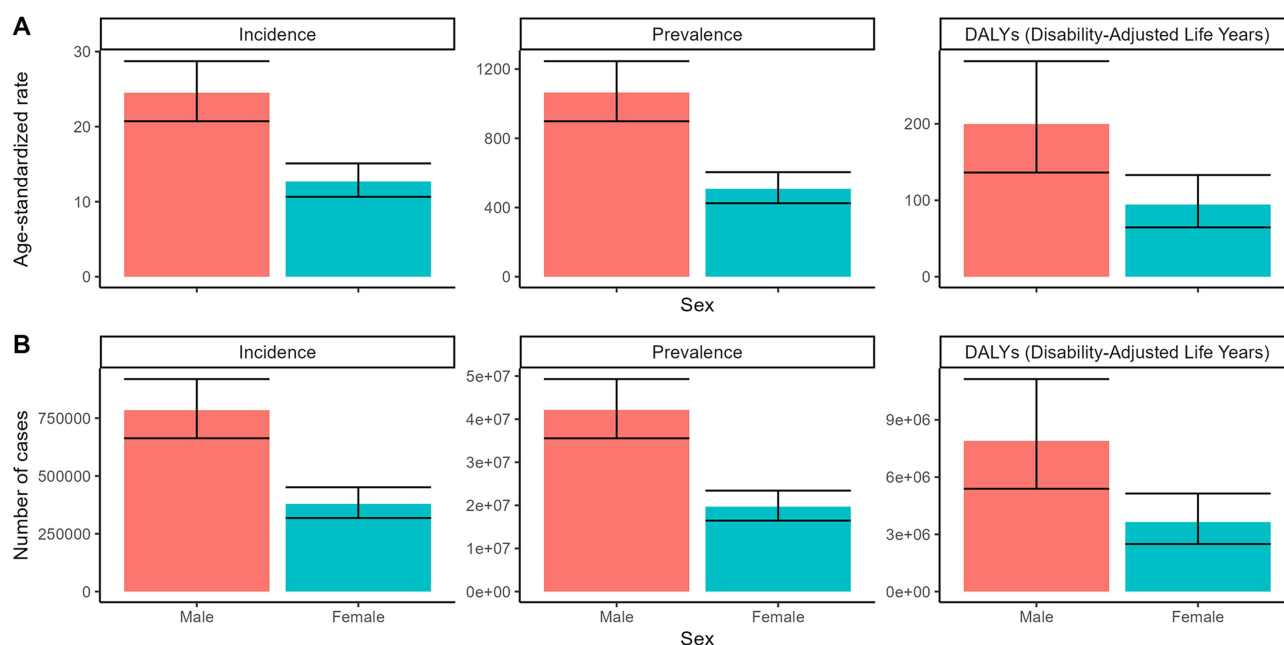 A
Incidence
Prevalence
DALYs (Disability-Adjusted Life Years)
Age-standardized rate
30
20
10
0
1200
800
400
0
200
100
0
Sex
B
Incidence
Prevalence
DALYs (Disability-Adjusted Life Years)
Number of cases
750000
500000
250000
0
5e+07
4e+07
3e+07
2e+07
1e+07
0e+00
9e+06
6e+06
3e+06
0e+00
Male Female
Male Female
Male Female
Sex